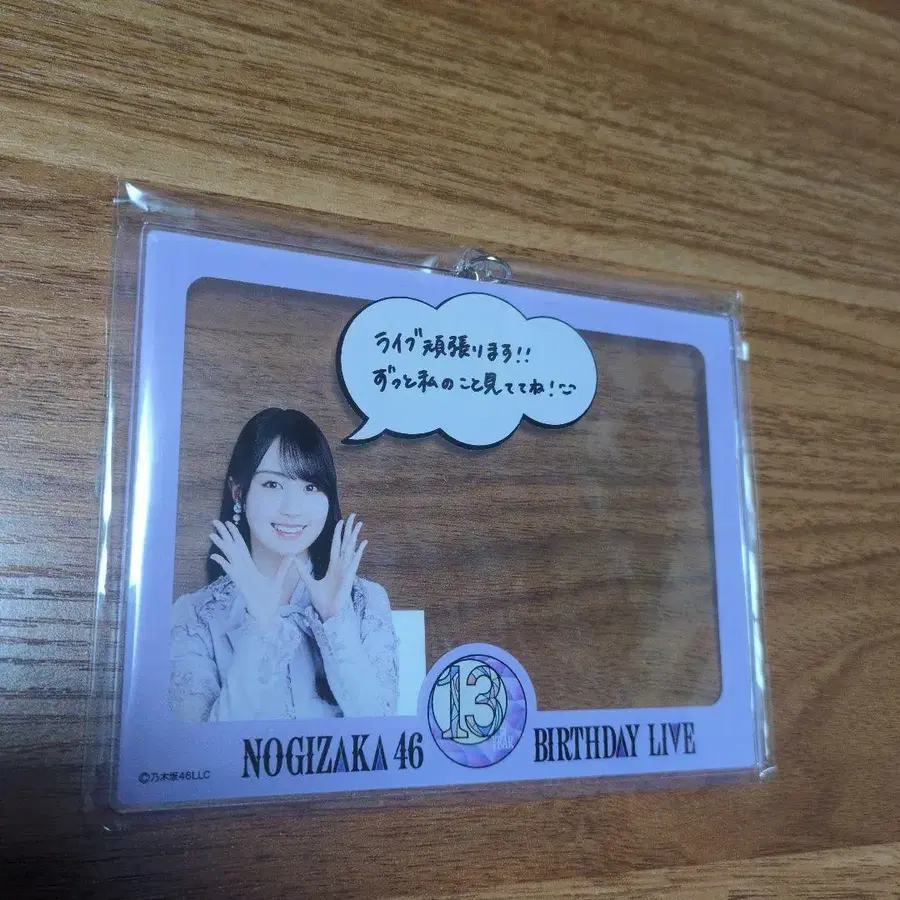 ライブ頑張ります!!
ずっと私のこと見ててね!
13
YEAR
NOGIZAKA 46 BIRTHDAY LIVE
©乃木坂46LLC